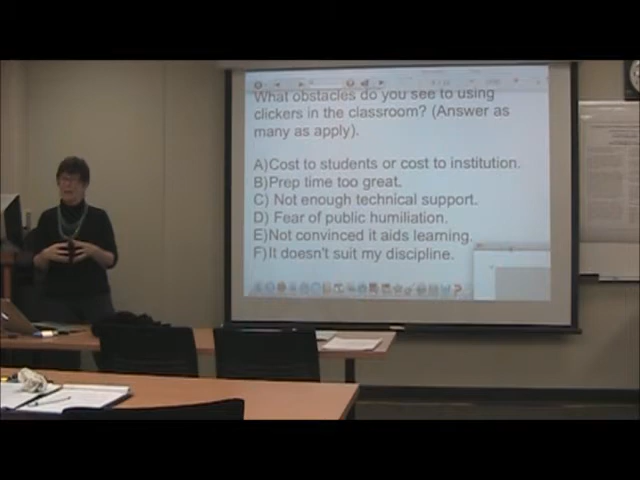 What obstacles do you see to using
clickers in the classroom? (Answer as
many as apply).
A)Cost to students or cost to institution.
B)Prep time too great.
C) Not enough technical support.
D) Fear of public humiliation.
E)Not convinced it aids learning.
F)It doesn't suit my discipline.